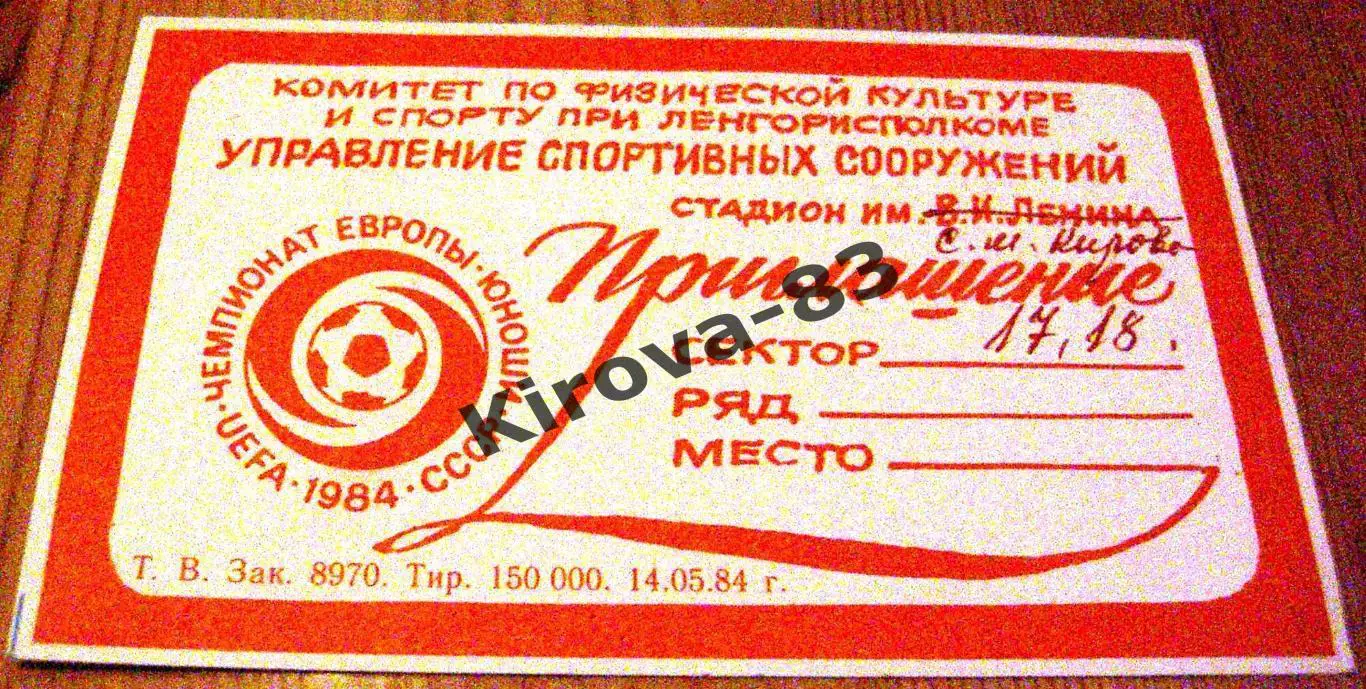 КОМИТЕТ ПО ФИЗИЧЕСКОЙ КУЛЬТУРЕ
И СПОРТУ ПРИ ЛЕНГОРИСПОЛКОМЕ
УПРАВЛЕНИЕ СПОРТИВНЫХ СООРУЖЕНИЙ
СТАДИОН ИМ. В.И.ЛЕНИНА
С. М. Кирова
Приглашение
СЕКТОР 17, 18.
РЯД
МЕСТО
ЧЕМПИОНАТ ЕВРОПЫ · ЮНОШИ · СССР · 1984 · UEFA ·
Kirova-83
Т. В. Зак. 8970. Тир. 150 000. 14.05.84 г.